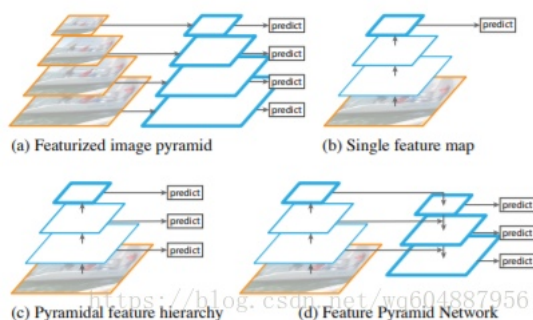 predict
predict
predict
predict
predict
(a) Featurized image pyramid
(b) Single feature map
predict
predict
predict
predict
predict
predict
(c) Pyramidal feature hierarchy
(d) Feature Pyramid Network
https://blog.csdn.net/wq604887956